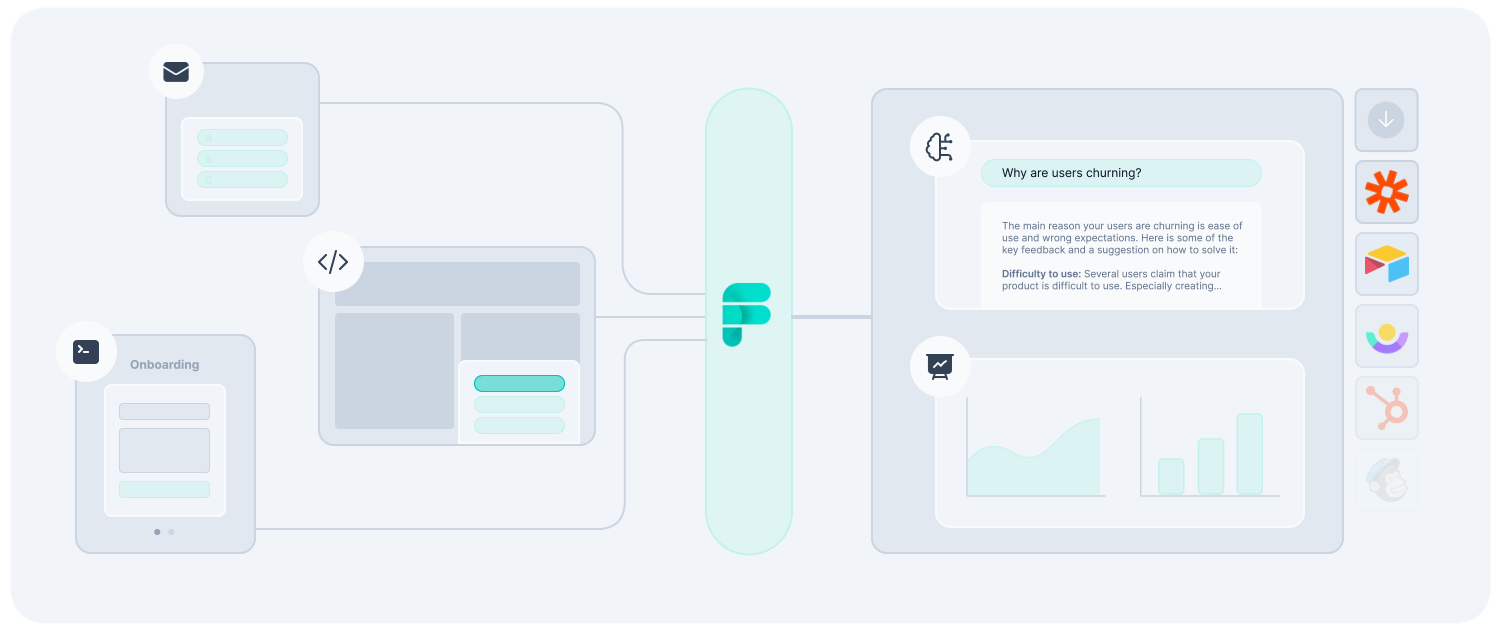 Onboarding
Why are users churning?
The main reason your users are churning is ease of
use and wrong expectations. Here is some of the
key feedback and a suggestion on how to solve it:
Difficulty to use: Several users claim that your
product is difficult to use. Especially creating...